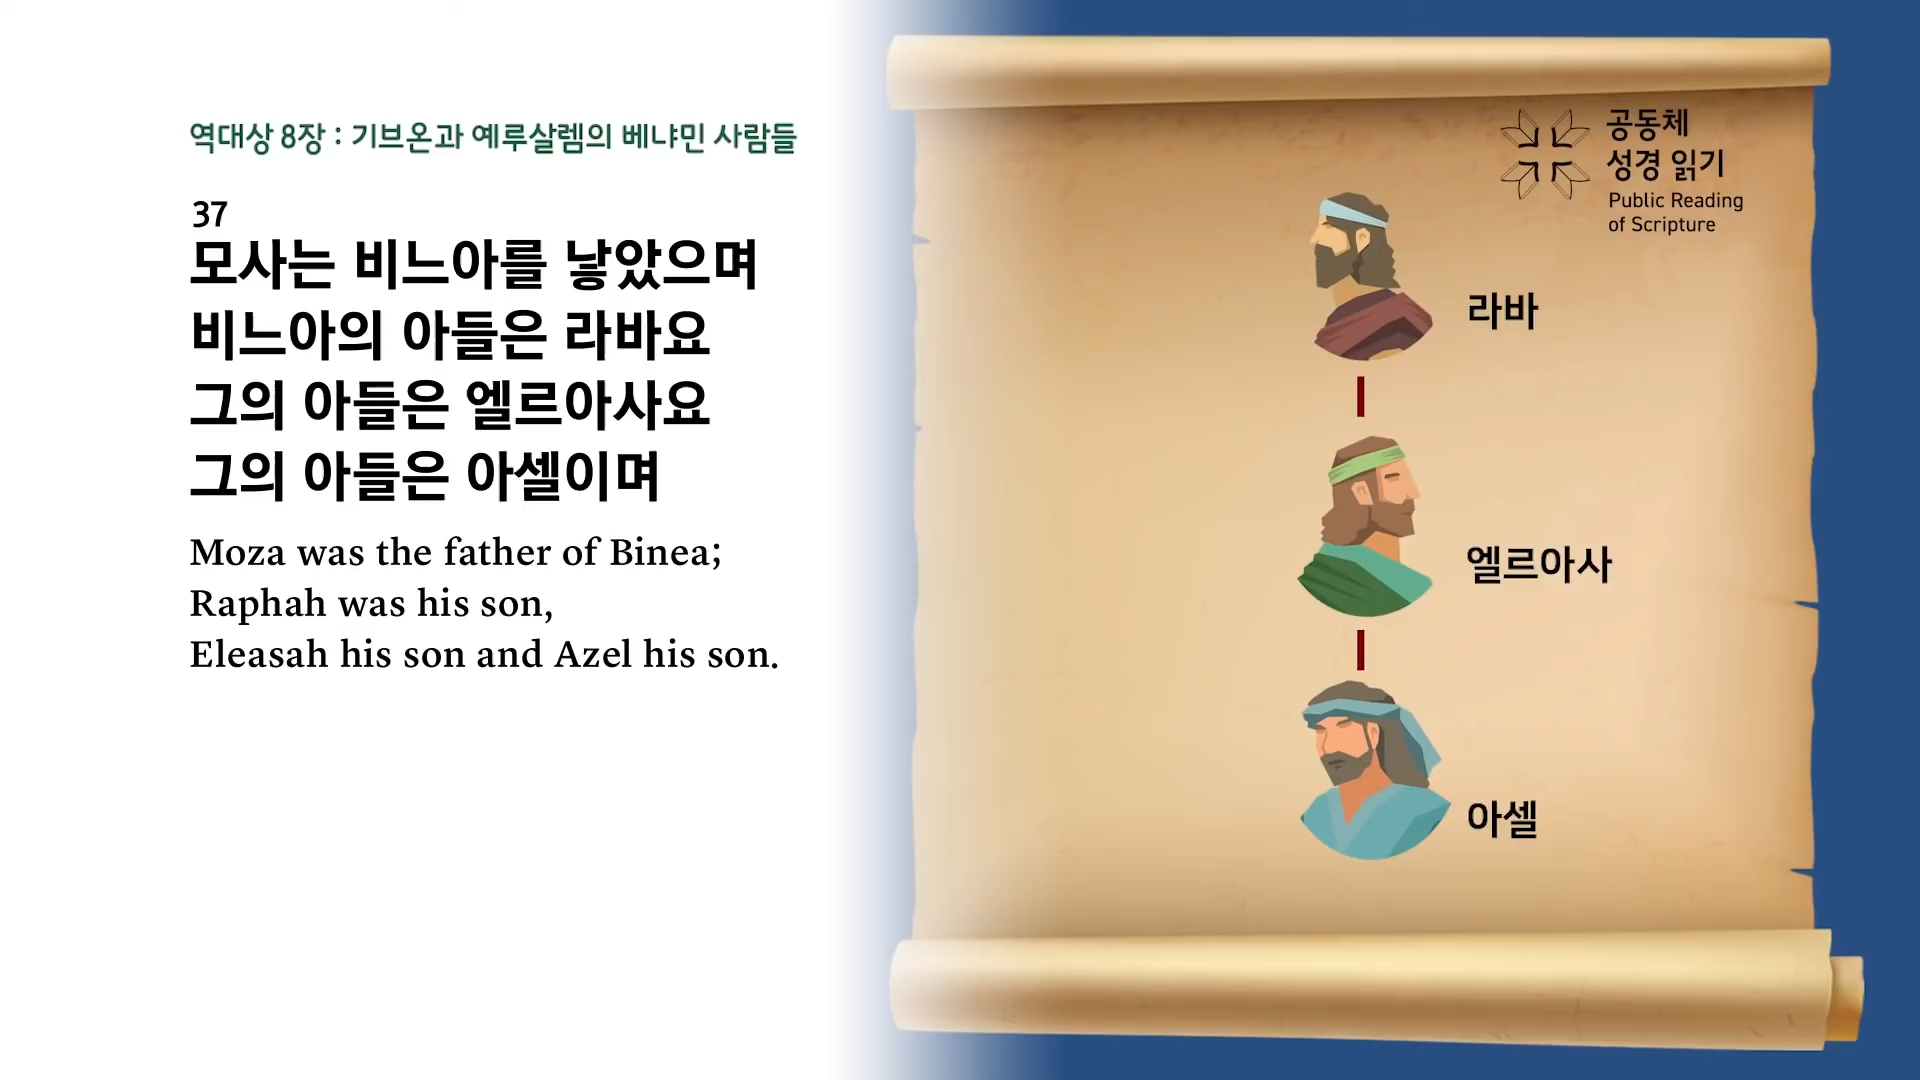 역대상 8장 : 기브온과 예루살렘의 베냐민 사람들
37
모사는 비느아를 낳았으며
비느아의 아들은 라바요
그의 아들은 엘르아사요
그의 아들은 아셀이며
Moza was the father of Binea;
Raphah was his son,
Eleasah his son and Azel his son.
공동체
성경 읽기
Public Reading
of Scripture
라바
엘르아사
아셀